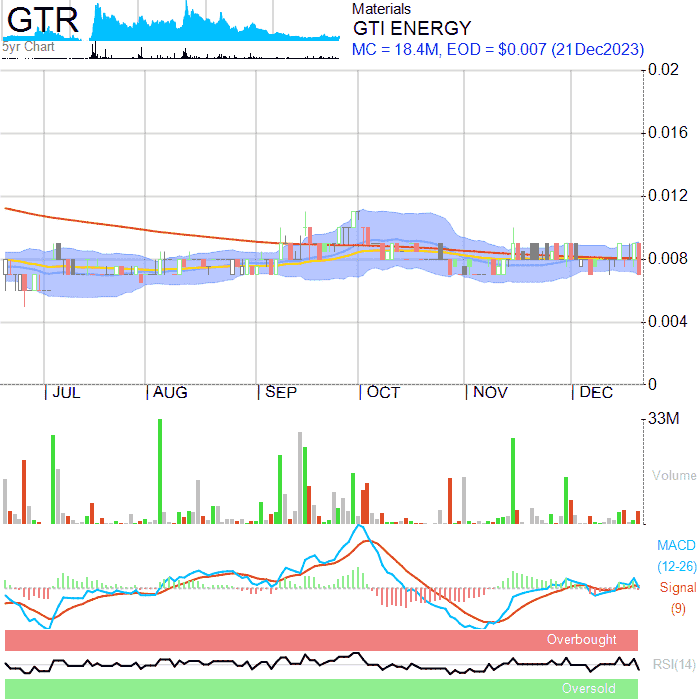 GTR
5yr Chart
Materials
GTI ENERGY
MC = 18.4M, EOD = $0.007 (21Dec2023)
0.02
0.016
0.012
0.008
0.004
0
JUL AUG SEP OCT NOV DEC
33M
Volume
MACD
(12-26)
Signal
(9)
Overbought
RSI(14)
Oversold